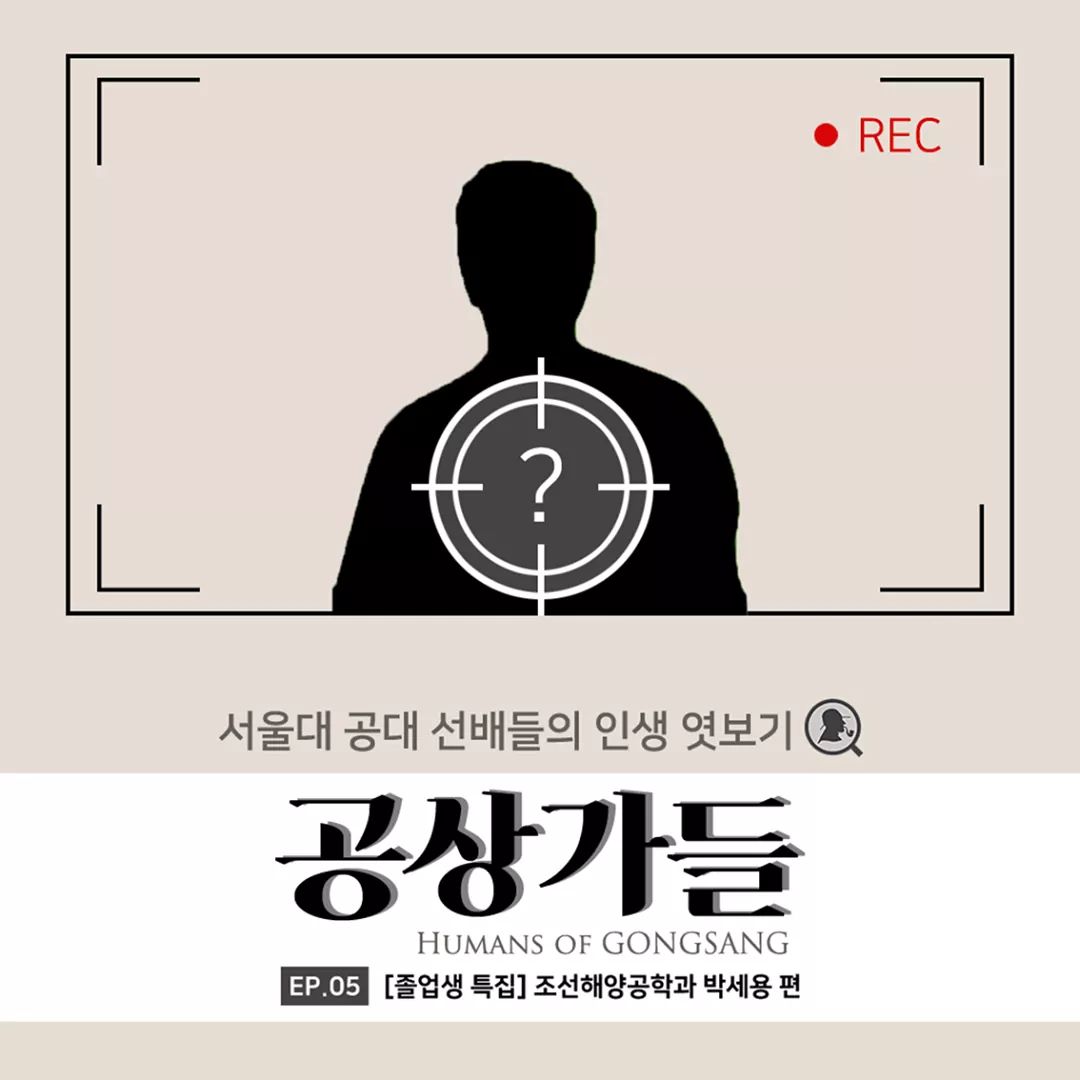 REC
?
서울대 공대 선배들의 인생 엿보기
공상가들
HUMANS OF GONGSANG
EP.05 [졸업생 특집] 조선해양공학과 박세용 편